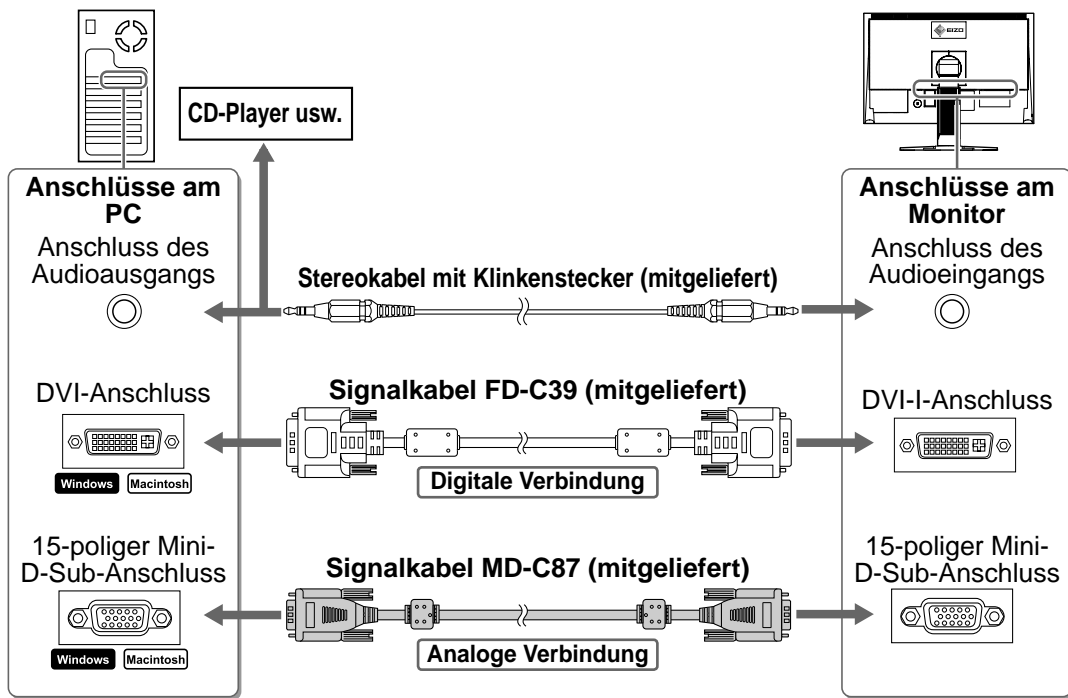 EIZO
CD-Player usw.
Anschlüsse am
PC
Anschluss des
Audioausgangs
Stereokabel mit Klinkenstecker (mitgeliefert)
Anschlüsse am
Monitor
Anschluss des
Audioeingangs
DVI-Anschluss
Windows Macintosh
Signalkabel FD-C39 (mitgeliefert)
Digitale Verbindung
DVI-I-Anschluss
15-poliger Mini-
D-Sub-Anschluss
Windows Macintosh
Signalkabel MD-C87 (mitgeliefert)
Analoge Verbindung
15-poliger Mini-
D-Sub-Anschluss